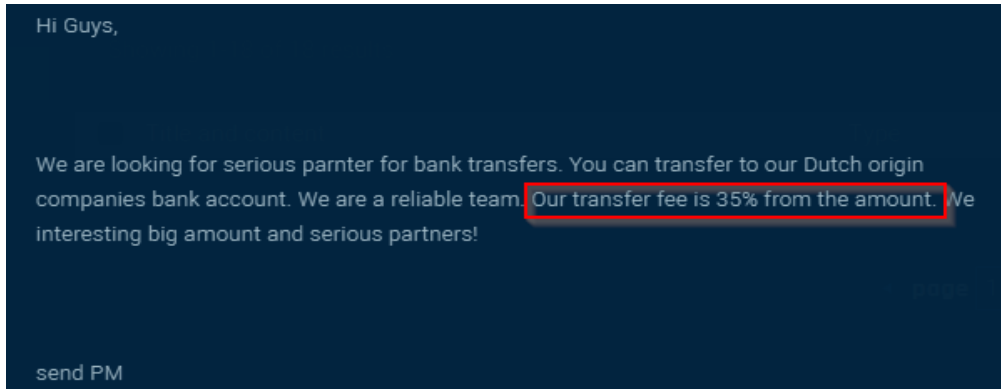 Hi Guys,
We are looking for serious parnter for bank transfers. You can transfer to our Dutch origin
companies bank account. We are a reliable team. Our transfer fee is 35% from the amount. We
interesting big amount and serious partners!
page
send PM